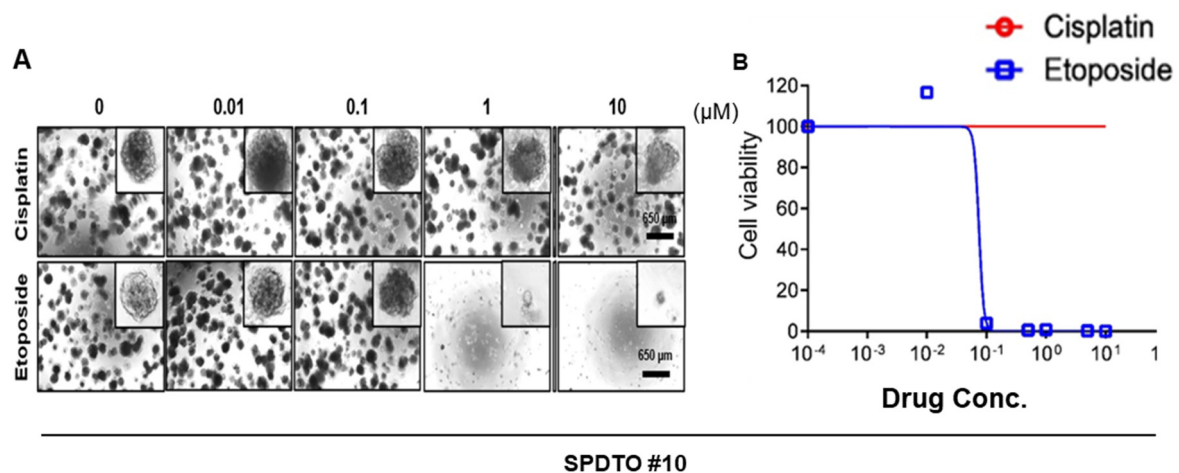 A
0 0.01 0.1 1 10 (μM)
Cisplatin
650 μm
Etoposide
650 μm
B
Cisplatin
Etoposide
Cell viability
120
100
80
60
40
20
0
10-4 10-3 10-2 10-1 100 101 1
Drug Conc.
SPDTO #10